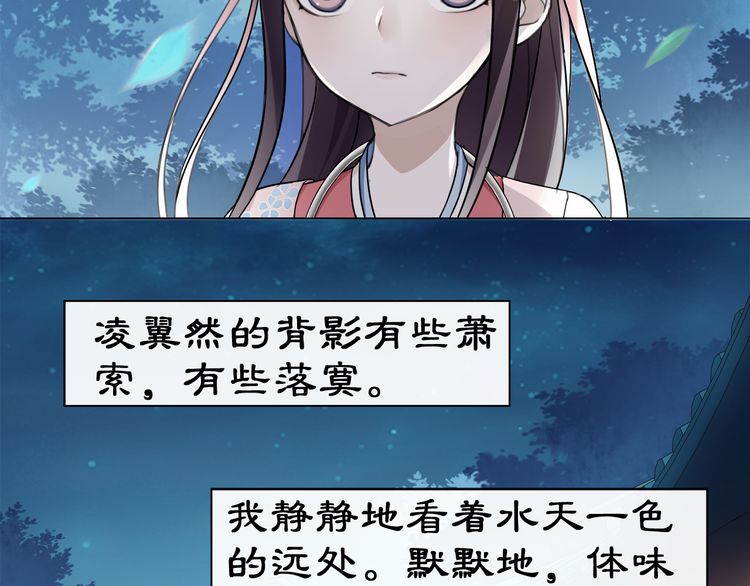 凌翼然的背影有些萧
索，有些落寞。
我静静地看着水天一色
的远处。默默地，体味